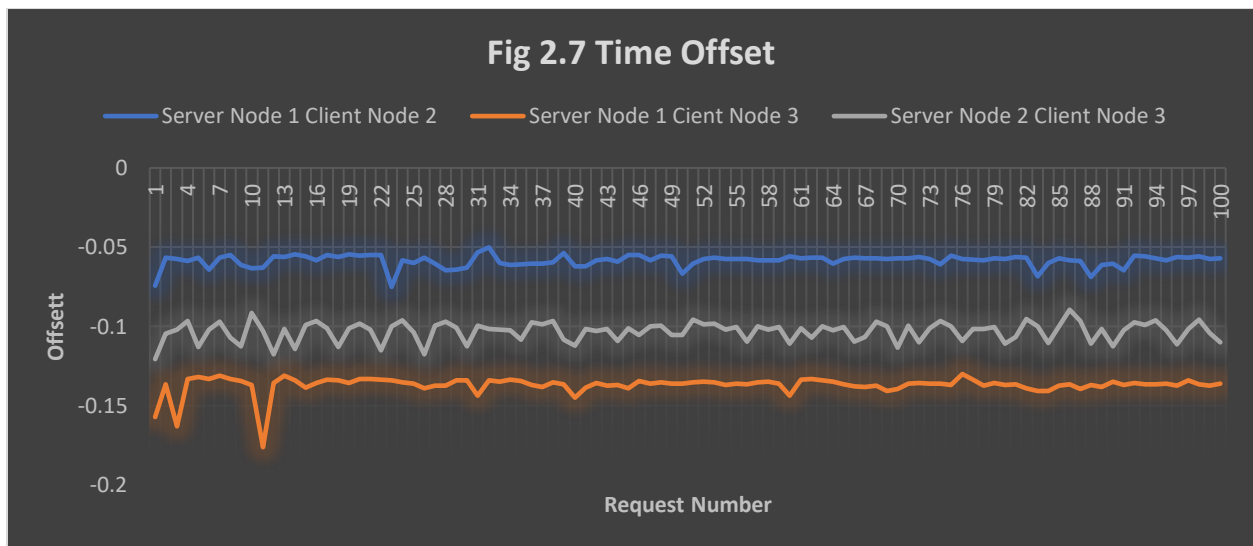 Fig 2.7 Time Offset
Server Node 1 Client Node 2 Server Node 1 Cient Node 3 Server Node 2 Client Node 3
0
1 4 7 10 13 16 19 22 25 28 31 34 37 40 43 46 49 52 55 58 61 64 67 70 73 76 79 82 85 88 91 94 97 100
-0.05
-0.1
-0.15
-0.2
Offsett
Request Number